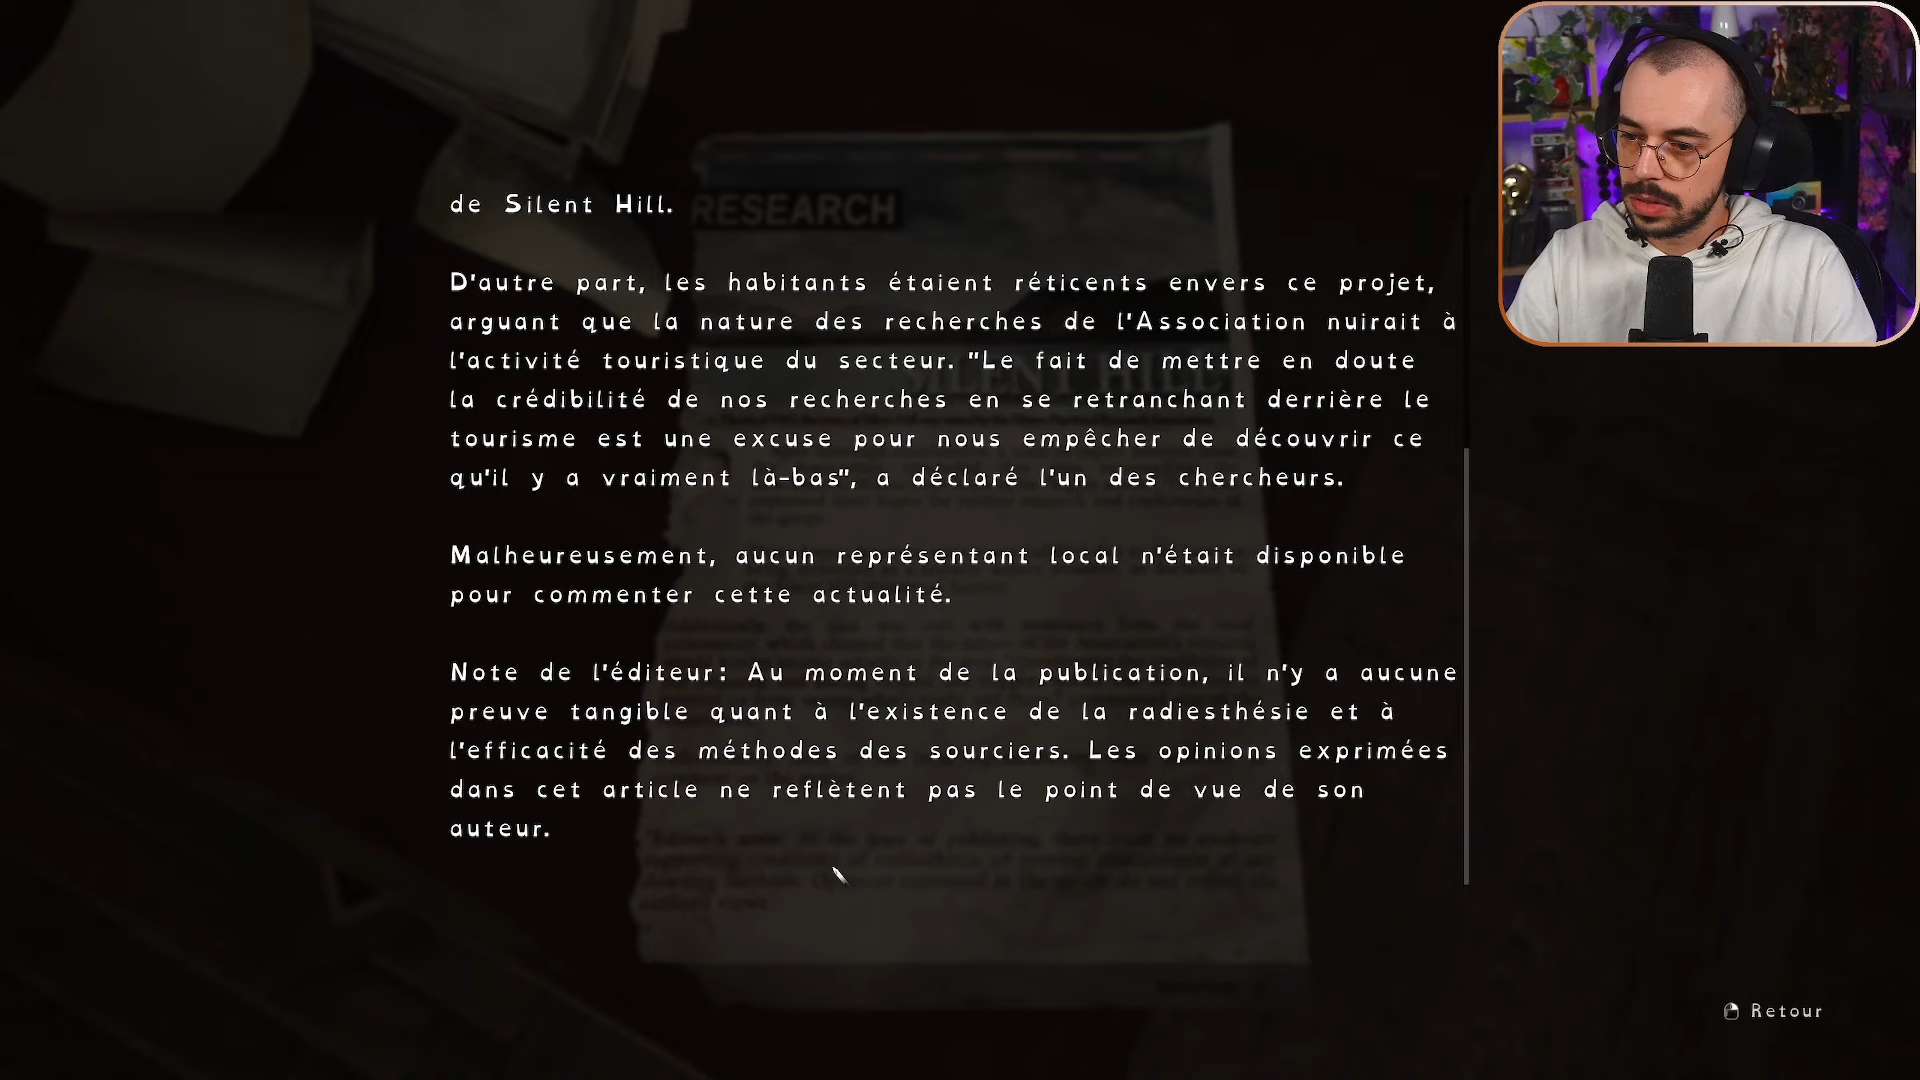 RESEARCH
de Silent Hill.
D'autre part, les habitants étaient réticents envers ce projet,
arguant que la nature des recherches de l'Association nuirait à
l'activité touristique du secteur. "Le fait de mettre en doute
la crédibilité de nos recherches en se retranchant derrière le
tourisme est une excuse pour nous empêcher de découvrir ce
qu'il y a vraiment là-bas", a déclaré l'un des chercheurs.
Malheureusement, aucun représentant local n'était disponible
pour commenter cette actualité.
Note de l'éditeur: Au moment de la publication, il n'y a aucune
preuve tangible quant à l'existence de la radiesthésie et à
l'efficacité des méthodes des sourciers. Les opinions exprimées
dans cet article ne reflètent pas le point de vue de son
auteur.
Retour